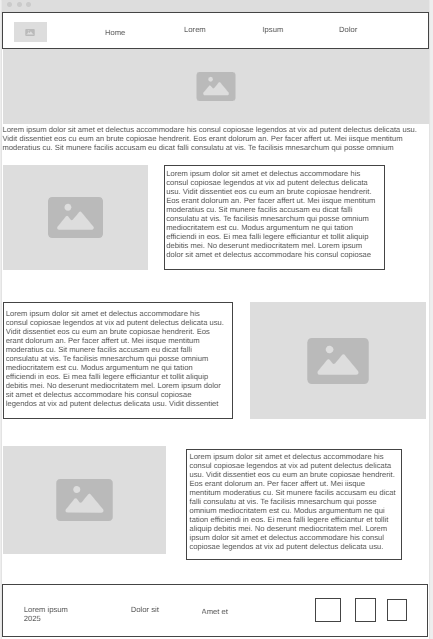 Home
Lorem
Ipsum
Dolor
Lorem ipsum dolor sit amet et delectus accommodare his consul copiosae legendos at vix ad putent delectus delicata usu.
Vidit dissentiet eos cu eum an brute copiosae hendrerit. Eos erant dolorum an. Per facer affert ut. Mei iisque mentitum
moderatius cu. Sit munere facilis accusam eu dicat falli consulatu at vis. Te facilisis mnesarchum qui posse omnium
Lorem ipsum dolor sit amet et delectus accommodare his
consul copiosae legendos at vix ad putent delectus delicata
usu. Vidit dissentiet eos cu eum an brute copiosae hendrerit.
Eos erant dolorum an. Per facer affert ut. Mei iisque mentitum
moderatius cu. Sit munere facilis accusam eu dicat falli
consulatu at vis. Te facilisis mnesarchum qui posse omnium
mediocritatem est cu. Modus argumentum ne qui tation
efficiendi in eos. Ei mea falli legere efficiantur et tollit aliquip
debitis mei. No deserunt mediocritatem mel. Lorem ipsum
dolor sit amet et delectus accommodare his consul copiosae
Lorem ipsum dolor sit amet et delectus accommodare his
consul copiosae legendos at vix ad putent delectus delicata usu.
Vidit dissentiet eos cu eum an brute copiosae hendrerit. Eos
erant dolorum an. Per facer affert ut. Mei iisque mentitum
moderatius cu. Sit munere facilis accusam eu dicat falli
consulatu at vis. Te facilisis mnesarchum qui posse omnium
mediocritatem est cu. Modus argumentum ne qui tation
efficiendi in eos. Ei mea falli legere efficiantur et tollit aliquip
debitis mei. No deserunt mediocritatem mel. Lorem ipsum dolor
sit amet et delectus accommodare his consul copiosae
legendos at vix ad putent delectus delicata usu. Vidit dissentiet
Lorem ipsum dolor sit amet et delectus accommodare his
consul copiosae legendos at vix ad putent delectus delicata
usu. Vidit dissentiet eos cu eum an brute copiosae hendrerit.
Eos erant dolorum an. Per facer affert ut. Mei iisque
mentitum moderatius cu. Sit munere facilis accusam eu dicat
falli consulatu at vis. Te facilisis mnesarchum qui posse
omnium mediocritatem est cu. Modus argumentum ne qui
tation efficiendi in eos. Ei mea falli legere efficiantur et tollit
aliquip debitis mei. No deserunt mediocritatem mel. Lorem
ipsum dolor sit amet et delectus accommodare his consul
copiosae legendos at vix ad putent delectus delicata usu.
Lorem ipsum
2025
Dolor sit
Amet et